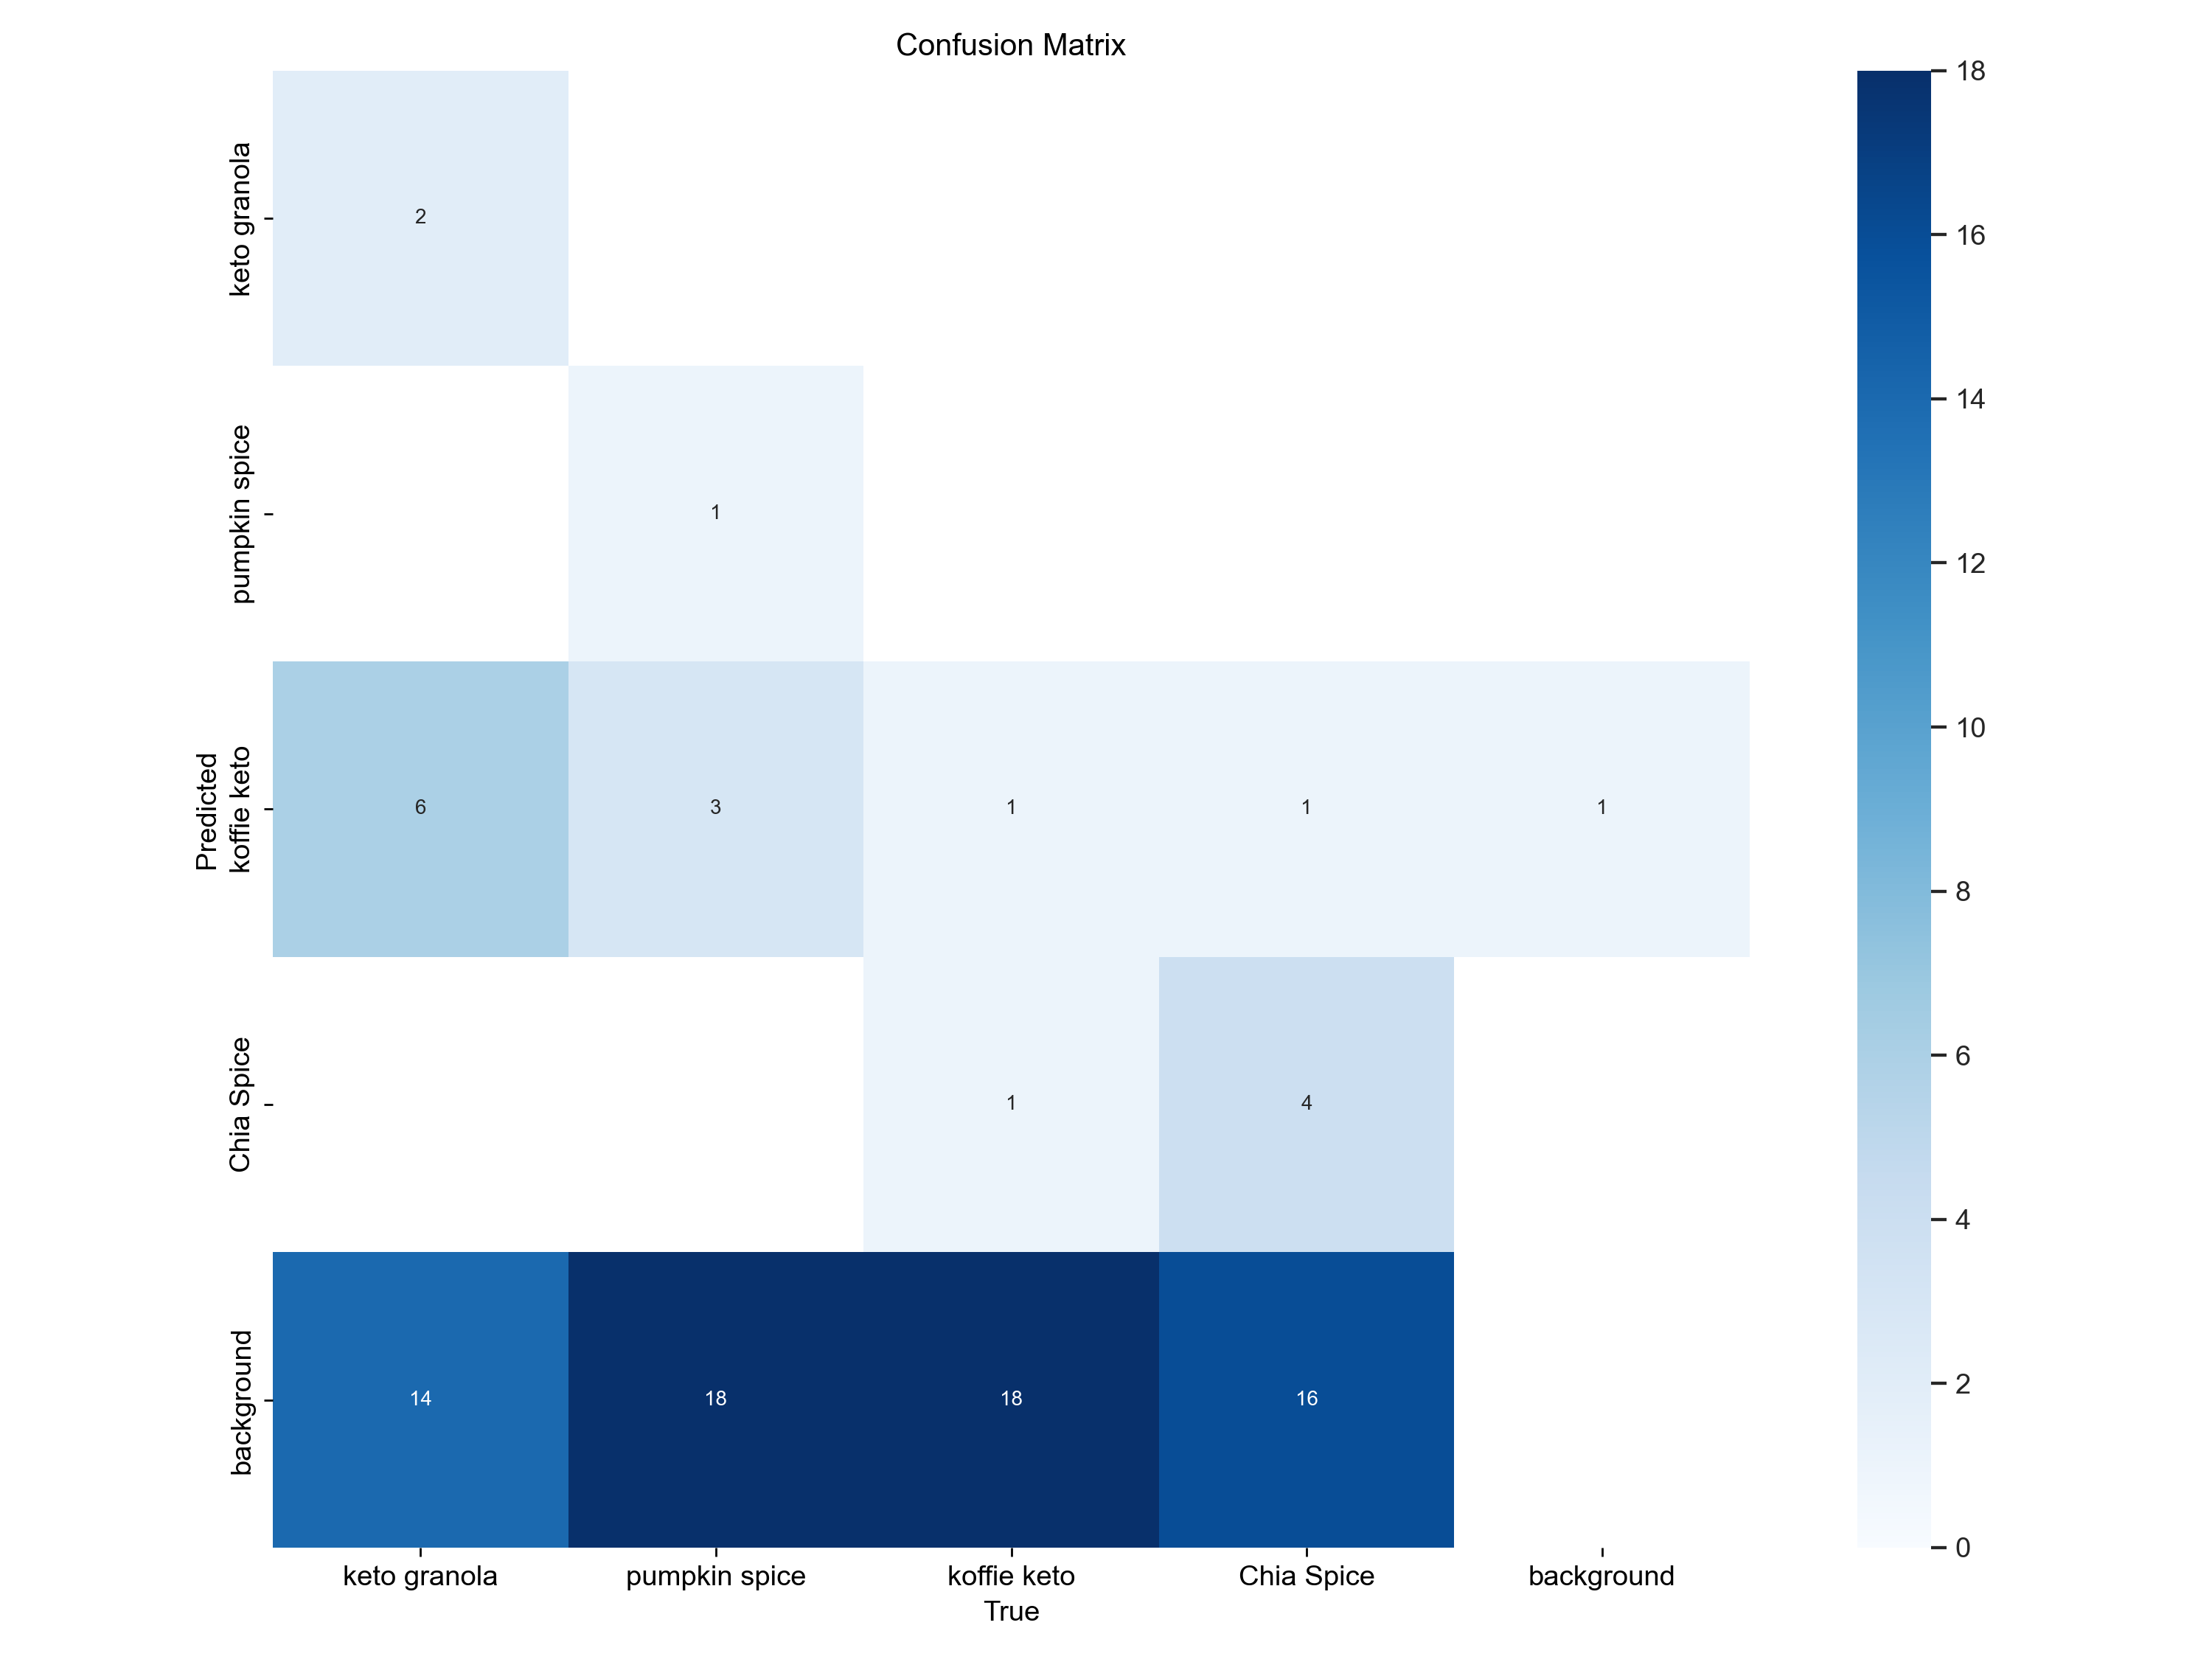 Confusion Matrix
keto granola
pumpkin spice
koffie keto
Chia Spice
background
Predicted
2
1
6 3 1 1 1
1 4
14 18 18 16
keto granola pumpkin spice koffie keto Chia Spice background
True
18
16
14
12
10
8
6
4
2
0